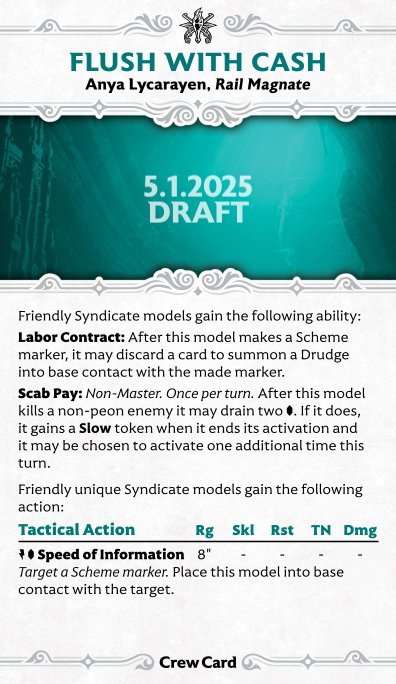 FLUSH WITH CASH
Anya Lycarayen, Rail Magnate
5.1.2025
DRAFT
Friendly Syndicate models gain the following ability:
Labor Contract: After this model makes a Scheme
marker, it may discard a card to summon a Drudge
into base contact with the made marker.
Scab Pay: Non-Master. Once per turn. After this model
kills a non-peon enemy it may drain two . If it does,
it gains a Slow token when it ends its activation and
it may be chosen to activate one additional time this
turn.
Friendly unique Syndicate models gain the following
action:
Tactical Action Rg Skl Rst TN Dmg
Speed of Information 8" - - - -
Target a Scheme marker. Place this model into base
contact with the target.
Crew Card